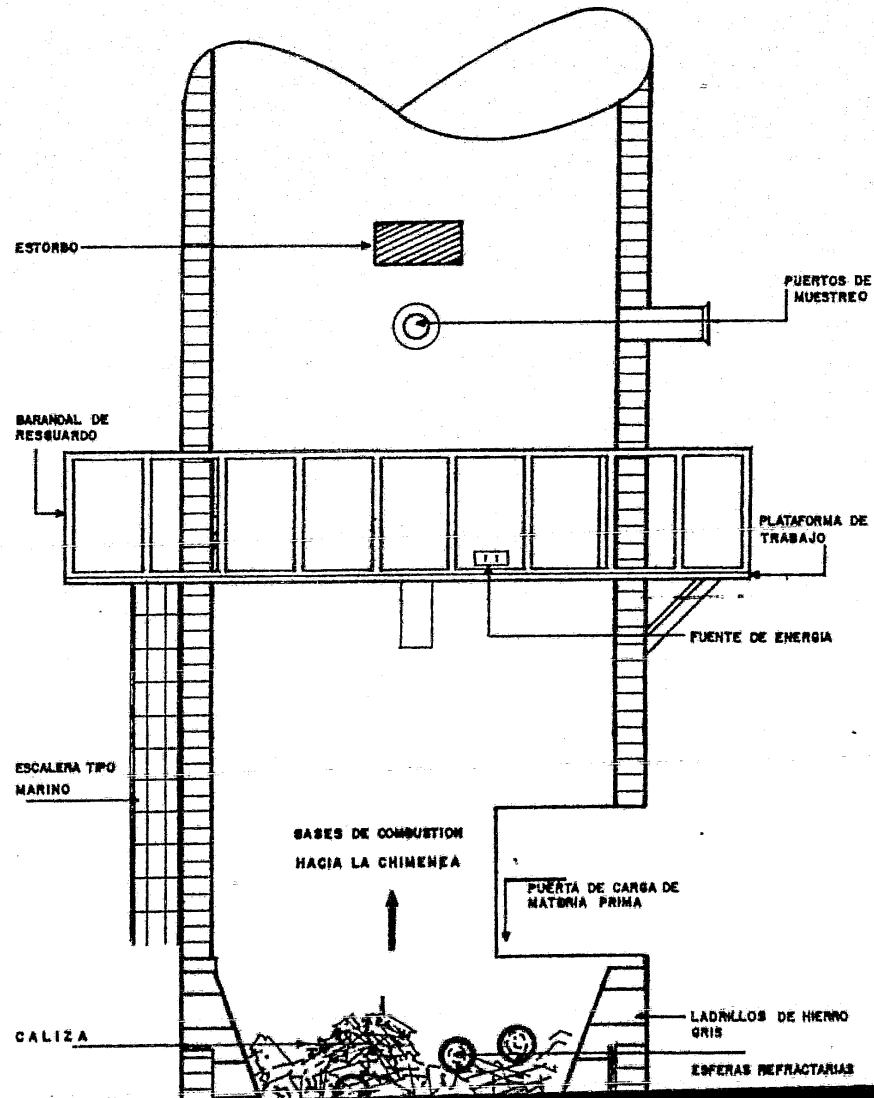 ESTORBO
PUERTOS DE
MUESTREO
BARANDAL DE
RESGUARDO
PLATAFORMA DE
TRABAJO
FUENTE DE ENERGIA
ESCALERA TIPO
MARINO
GASES DE COMBUSTION
HACIA LA CHIMENEA
PUERTA DE CARGA DE
MATERIA PRIMA
CALIZA
LADRILLOS DE HIERRO
GRIS
ESFERAS REFRACTARIAS